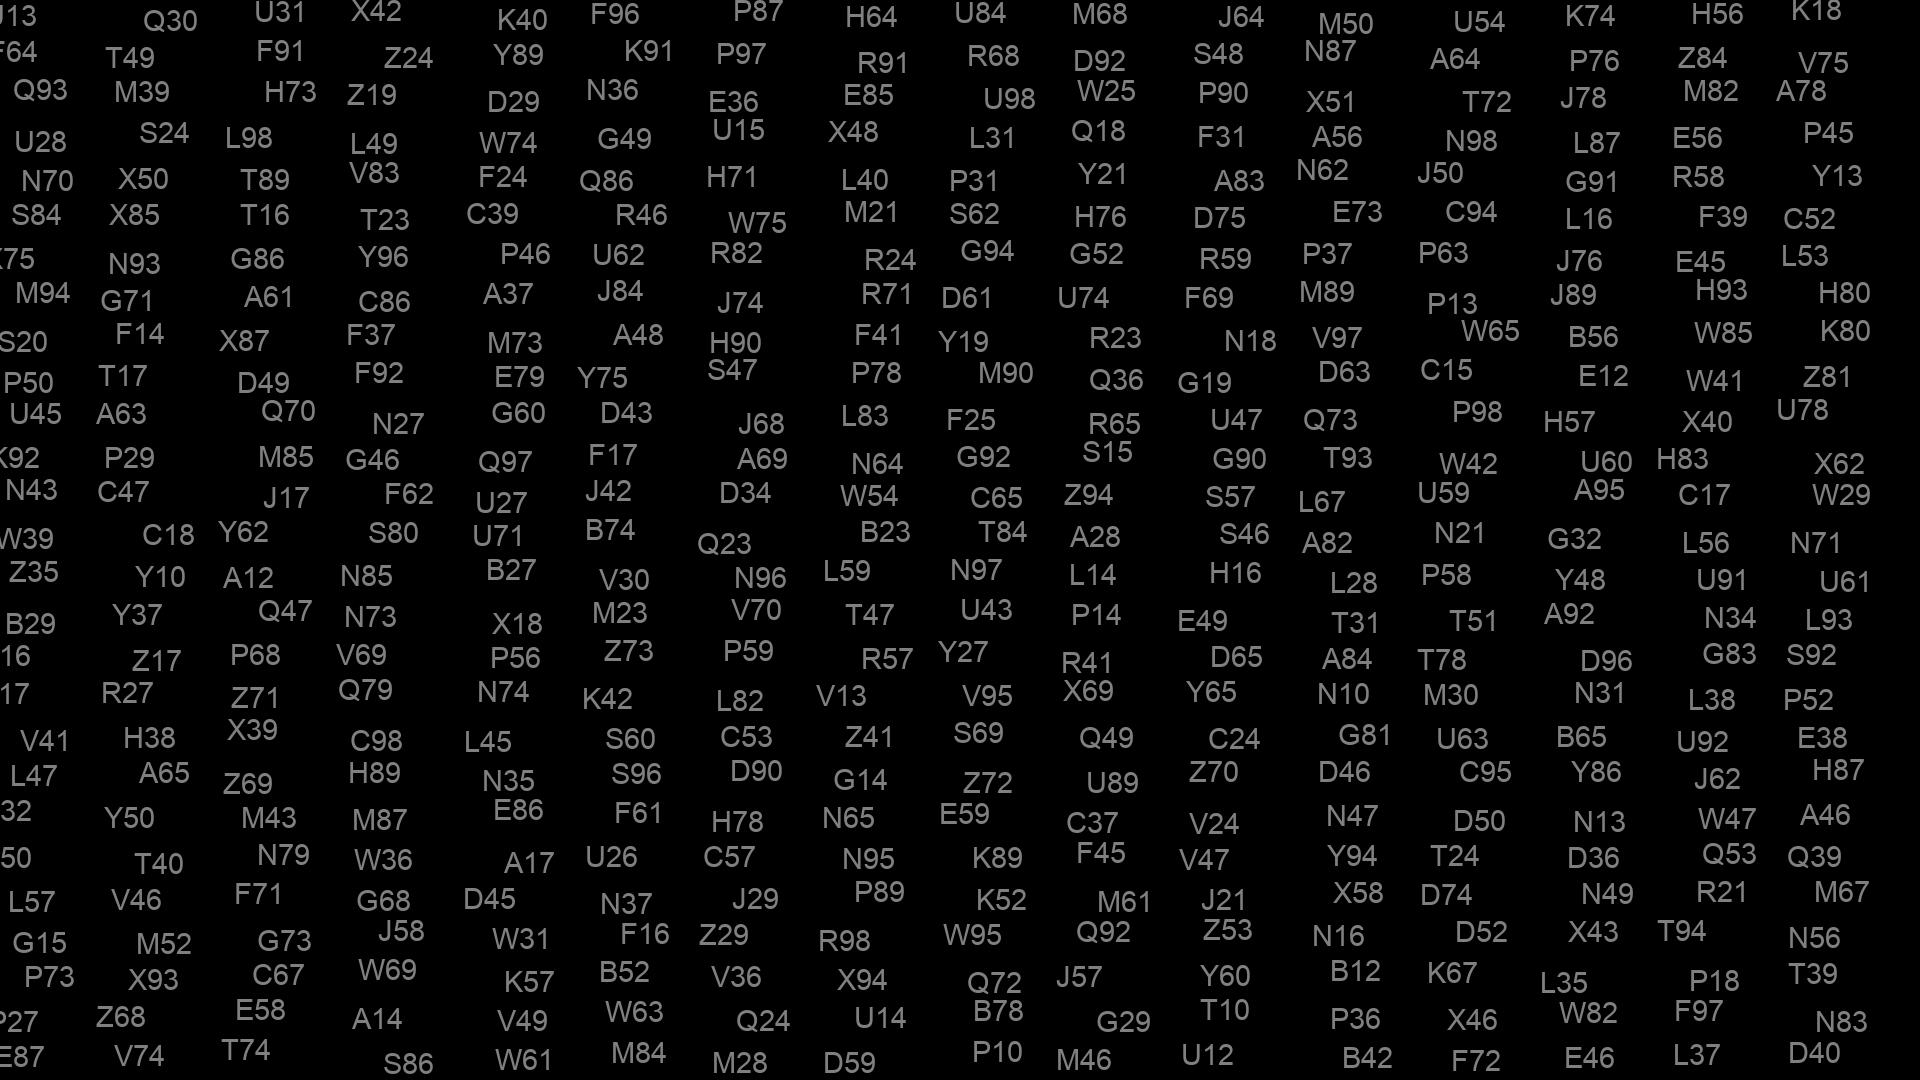 J13 Q30 U31 X42 K40 F96 P87 H64 U84 M68 J64 M50 U54 K74 H56 K18
F64 T49 F91 Z24 Y89 K91 P97 R91 R68 D92 S48 N87 A64 P76 Z84 V75
Q93 M39 H73 Z19 D29 N36 E36 E85 U98 W25 P90 X51 T72 J78 M82 A78
U28 S24 L98 L49 W74 G49 U15 X48 L31 Q18 F31 A56 N98 L87 E56 P45
N70 X50 T89 V83 F24 Q86 H71 L40 P31 Y21 A83 N62 J50 G91 R58 Y13
S84 X85 T16 T23 C39 R46 W75 M21 S62 H76 D75 E73 C94 L16 F39 C52
75 N93 G86 Y96 P46 U62 R82 R24 G94 G52 R59 P37 P63 J76 E45 L53
M94 G71 A61 C86 A37 J84 J74 R71 D61 U74 F69 M89 P13 J89 H93 H80
S20 F14 X87 F37 M73 A48 H90 F41 Y19 R23 N18 V97 W65 B56 W85 K80
P50 T17 D49 F92 E79 Y75 S47 P78 M90 Q36 G19 D63 C15 E12 W41 Z81
U45 A63 Q70 N27 G60 D43 J68 L83 F25 R65 U47 Q73 P98 H57 X40 U78
K92 P29 M85 G46 Q97 F17 A69 N64 G92 S15 G90 T93 W42 U60 H83 X62
N43 C47 J17 F62 U27 J42 D34 W54 C65 Z94 S57 L67 U59 A95 C17 W29
W39 C18 Y62 S80 U71 B74 Q23 B23 T84 A28 S46 A82 N21 G32 L56 N71
Z35 Y10 A12 N85 B27 V30 N96 L59 N97 L14 H16 L28 P58 Y48 U91 U61
B29 Y37 Q47 N73 X18 M23 V70 T47 U43 P14 E49 T31 T51 A92 N34 L93
16 Z17 P68 V69 P56 Z73 P59 R57 Y27 R41 D65 A84 T78 D96 G83 S92
17 R27 Z71 Q79 N74 K42 L82 V13 V95 X69 Y65 N10 M30 N31 L38 P52
V41 H38 X39 C98 L45 S60 C53 Z41 S69 Q49 C24 G81 U63 B65 U92 E38
L47 A65 Z69 H89 N35 S96 D90 G14 Z72 U89 Z70 D46 C95 Y86 J62 H87
32 Y50 M43 M87 E86 F61 H78 N65 E59 C37 V24 N47 D50 N13 W47 A46
50 T40 N79 W36 A17 U26 C57 N95 K89 F45 V47 Y94 T24 D36 Q53 Q39
L57 V46 F71 G68 D45 N37 J29 P89 K52 M61 J21 X58 D74 N49 R21 M67
G15 M52 G73 J58 W31 F16 Z29 R98 W95 Q92 Z53 N16 D52 X43 T94 N56
P73 X93 C67 W69 K57 B52 V36 X94 Q72 J57 Y60 B12 K67 L35 P18 T39
P27 Z68 E58 A14 V49 W63 Q24 U14 B78 G29 T10 P36 X46 W82 F97 N83
E87 V74 T74 S86 W61 M84 M28 D59 P10 M46 U12 B42 F72 E46 L37 D40